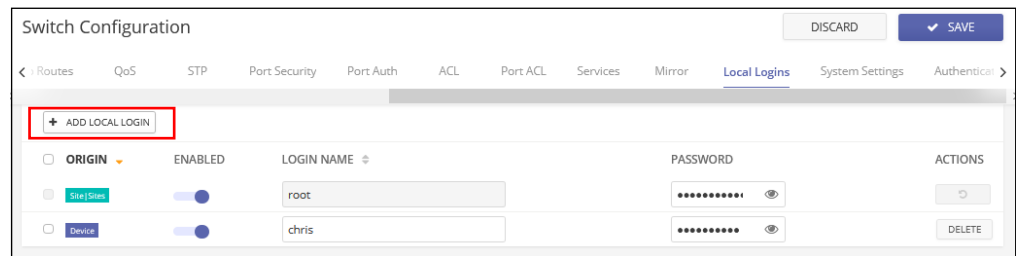 Switch Configuration DISCARD SAVE
Routes QoS STP Port Security Port Auth ACL Port ACL Services Mirror Local Logins System Settings Authenticat
+ ADD LOCAL LOGIN
ORIGIN ENABLED LOGIN NAME PASSWORD ACTIONS
Site|Sites root ••••••••••••
Device chris •••••••••• DELETE